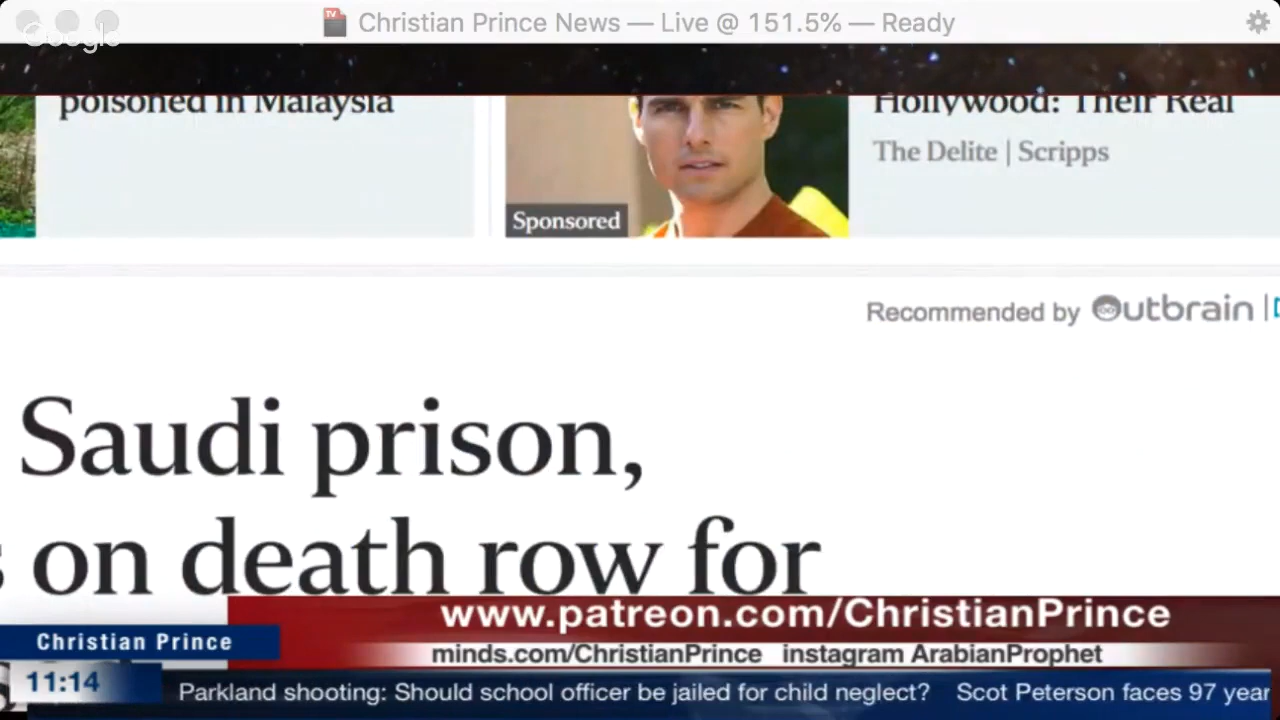 Christian Prince News — Live @ 151.5% — Ready
Google
poisoned in Malaysia
Hollywood: Their Real
The Delite | Scripps
Sponsored
Recommended by Outbrain |
Saudi prison,
on death row for
www.patreon.com/ChristianPrince
Christian Prince
minds.com/ChristianPrince instagram ArabianProphet
11:14
Parkland shooting: Should school officer be jailed for child neglect? Scot Peterson faces 97 year